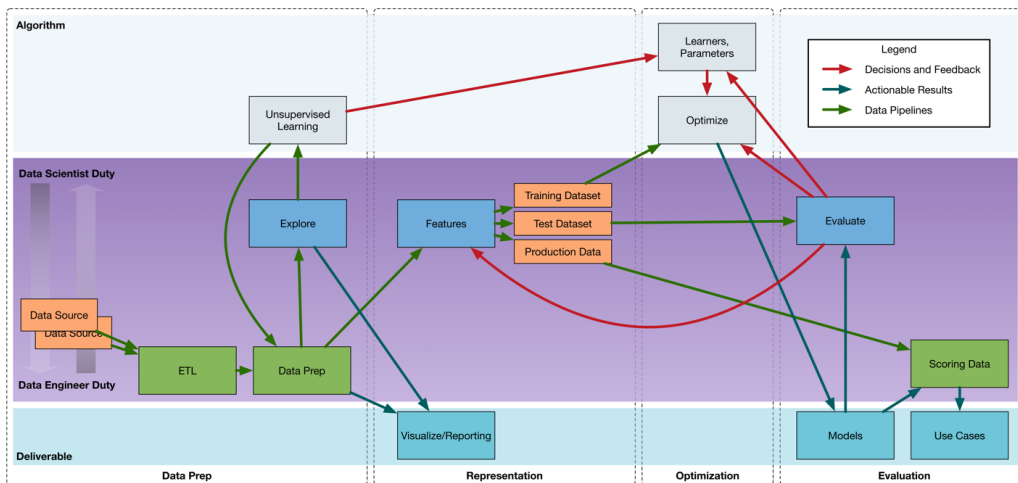 Algorithm
Learners,
Parameters
Legend
Decisions and Feedback
Actionable Results
Data Pipelines
Unsupervised
Learning
Optimize
Data Scientist Duty
Explore
Features
Training Dataset
Test Dataset
Production Data
Evaluate
Data Source
Data Source
ETL
Data Prep
Scoring Data
Data Engineer Duty
Visualize/Reporting
Models
Use Cases
Deliverable
Data Prep
Representation
Optimization
Evaluation